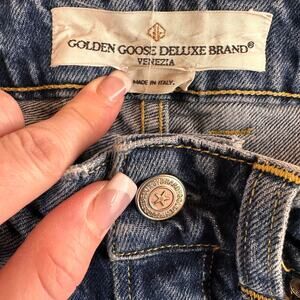 GOLDEN GOOSE DELUXE BRAND®
VENEZIA
MADE IN ITALY.